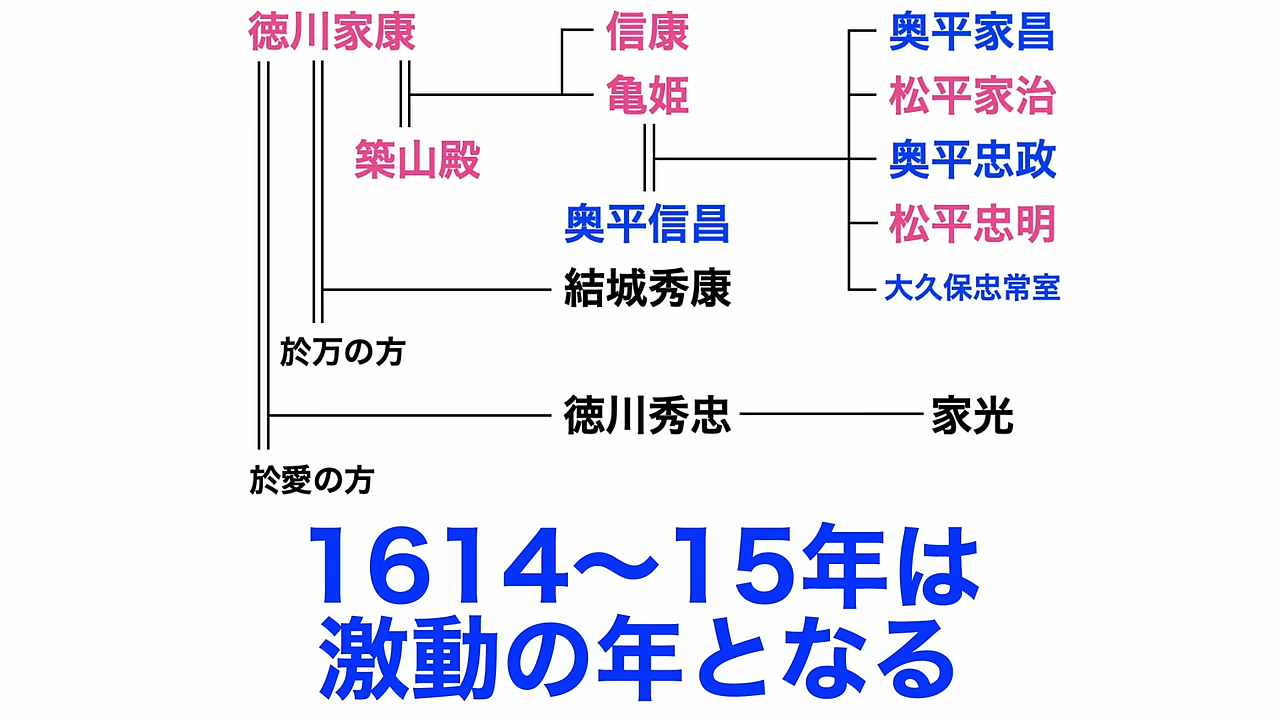 徳川家康
信康
奥平家昌
亀姫
松平家治
築山殿
奥平忠政
奥平信昌
松平忠明
結城秀康
大久保忠常室
於万の方
徳川秀忠
家光
於愛の方
1614〜15年は
激動の年となる